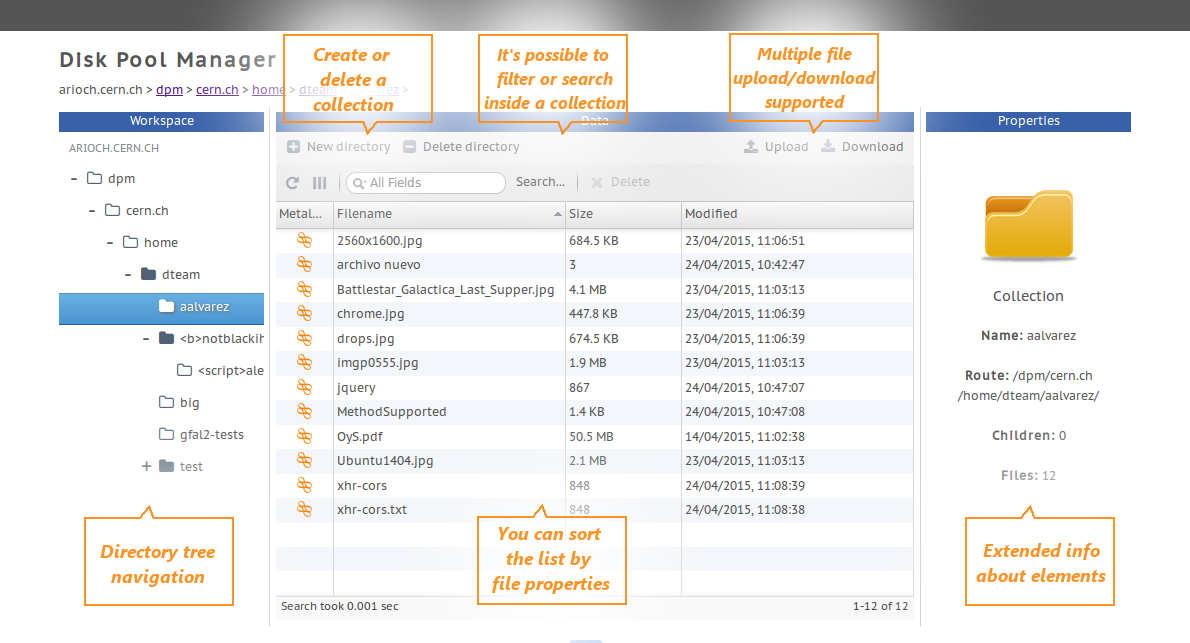 Disk Pool Manager
arioch.cern.ch > dpm > cern.ch > home > dteam > aalvarez >
Create or
delete a
collection
It's possible to
filter or search
inside a collection
Multiple file
upload/download
supported
Workspace
ARIOCH.CERN.CH
- dpm
- cern.ch
- home
- dteam
aalvarez
- <b>notblackih
<script>ale
big
gfal2-tests
+ test
Directory tree
navigation
Data
New directory Delete directory Upload Download
All Fields Search... Delete
Metal... Filename Size Modified
2560x1600.jpg 684.5 KB 23/04/2015, 11:06:51
archivo nuevo 3 24/04/2015, 10:42:47
Battlestar_Galactica_Last_Supper.jpg 4.1 MB 23/04/2015, 11:03:13
chrome.jpg 447.8 KB 23/04/2015, 11:06:39
drops.jpg 674.5 KB 23/04/2015, 11:06:39
imgp0555.jpg 1.9 MB 23/04/2015, 11:03:13
jquery 867 24/04/2015, 10:47:07
MethodSupported 1.4 KB 24/04/2015, 10:47:08
OyS.pdf 50.5 MB 14/04/2015, 11:02:38
Ubuntu1404.jpg 2.1 MB 23/04/2015, 11:03:13
xhr-cors 848 24/04/2015, 11:08:39
xhr-cors.txt 848 24/04/2015, 11:08:38
You can sort
the list by
file properties
Search took 0.001 sec 1-12 of 12
Properties
Collection
Name: aalvarez
Route: /dpm/cern.ch
/home/dteam/aalvarez/
Children: 0
Files: 12
Extended info
about elements